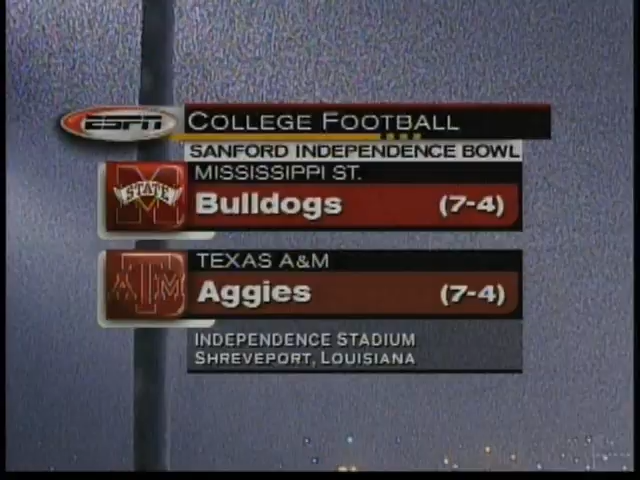 ESPN
COLLEGE FOOTBALL
SANFORD INDEPENDENCE BOWL
MISSISSIPPI ST.
STATE
Bulldogs (7-4)
TEXAS A&M
ATM
Aggies (7-4)
INDEPENDENCE STADIUM
SHREVEPORT, LOUISIANA